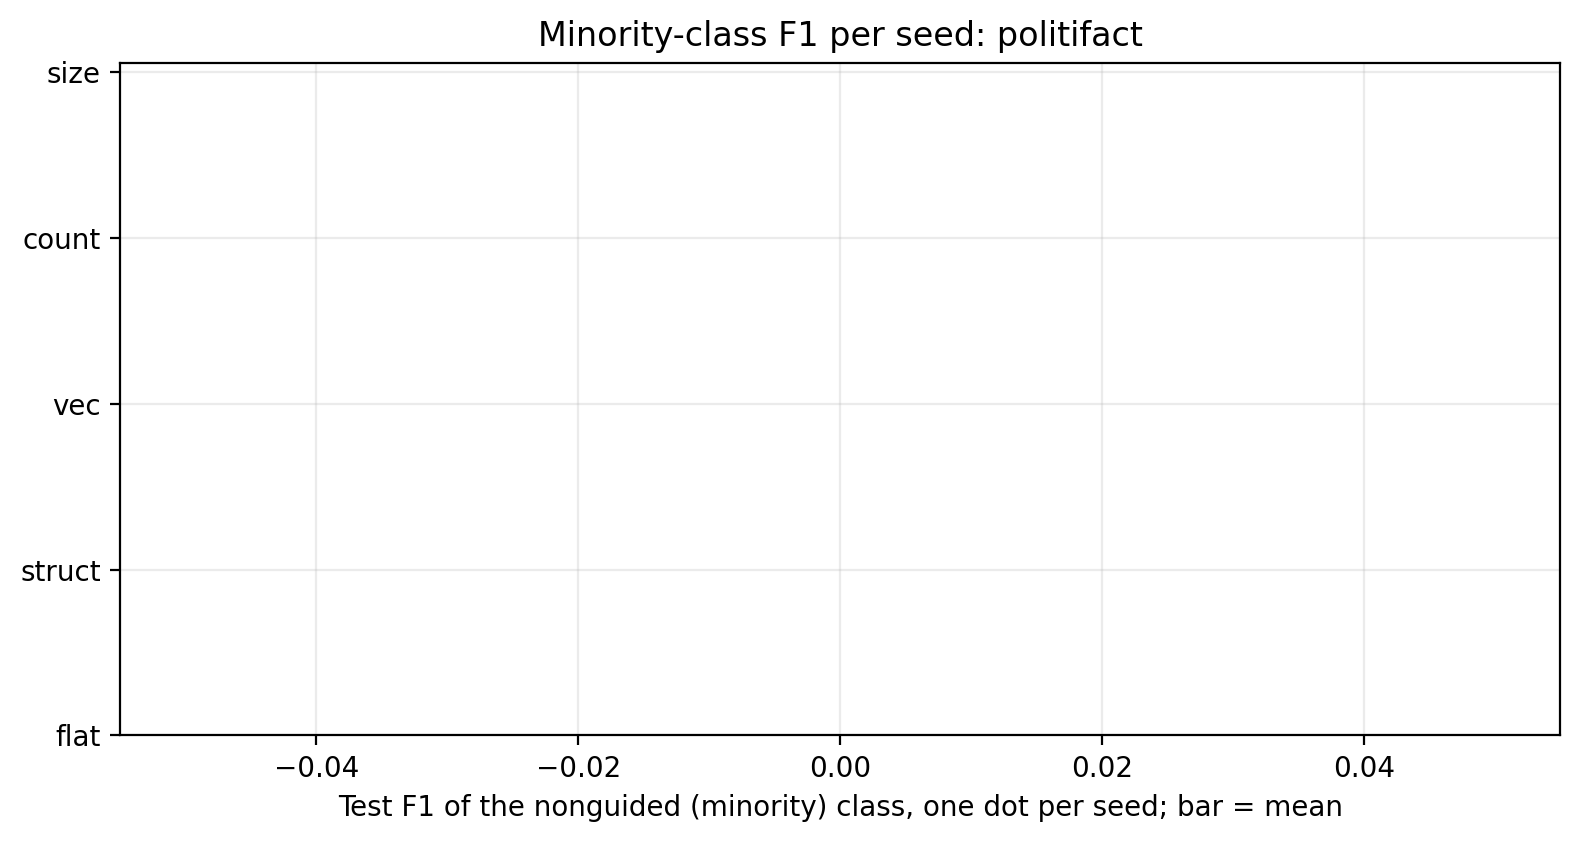 Minority-class F1 per seed: politifact
size
count
vec
struct
flat
−0.04 −0.02 0.00 0.02 0.04
Test F1 of the nonguided (minority) class, one dot per seed; bar = mean